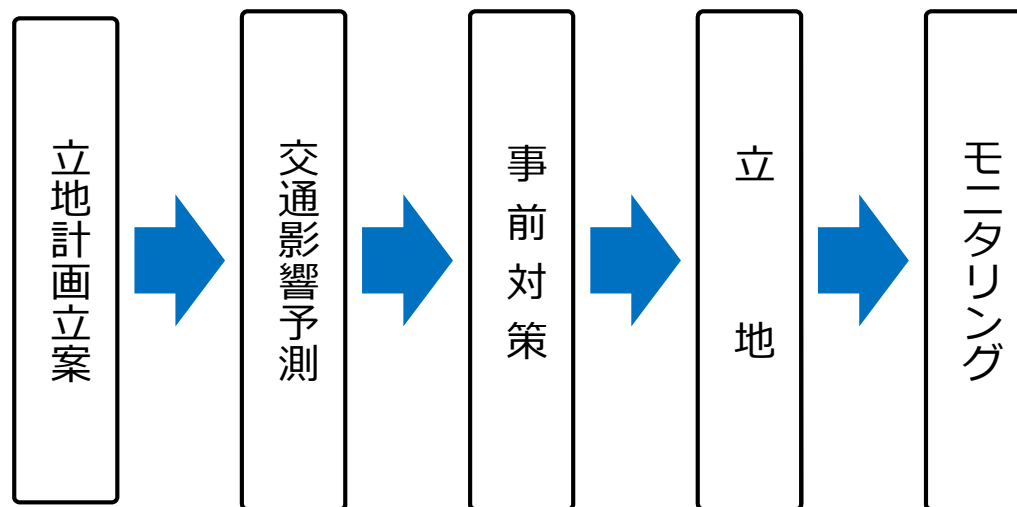 立地計画立案
交通影響予測
事前対策
立地
モニタリング